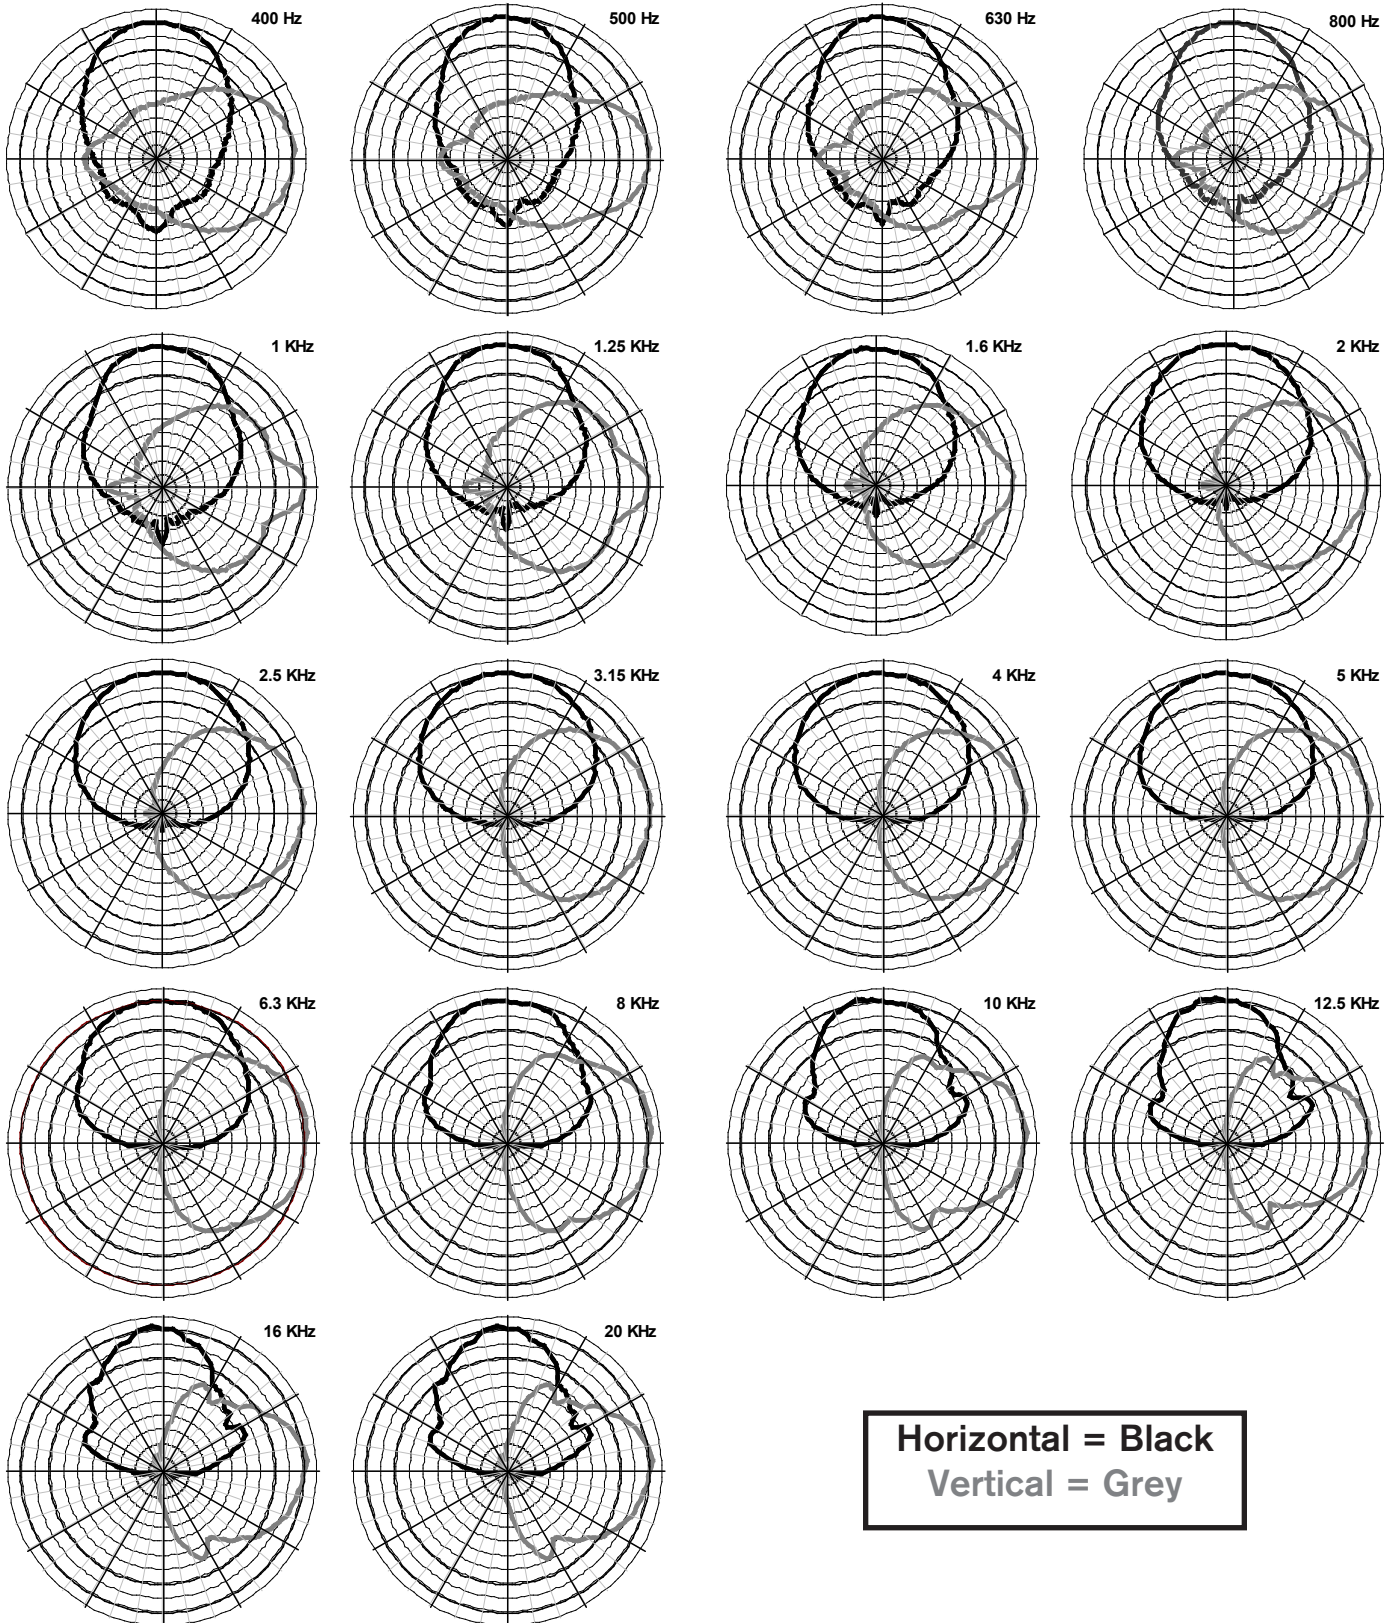 400 Hz
500 Hz
630 Hz
800 Hz
1 KHz
1.25 KHz
1.6 KHz
2 KHz
2.5 KHz
3.15 KHz
4 KHz
5 KHz
6.3 KHz
8 KHz
10 KHz
12.5 KHz
16 KHz
20 KHz
Horizontal = Black
Vertical = Grey